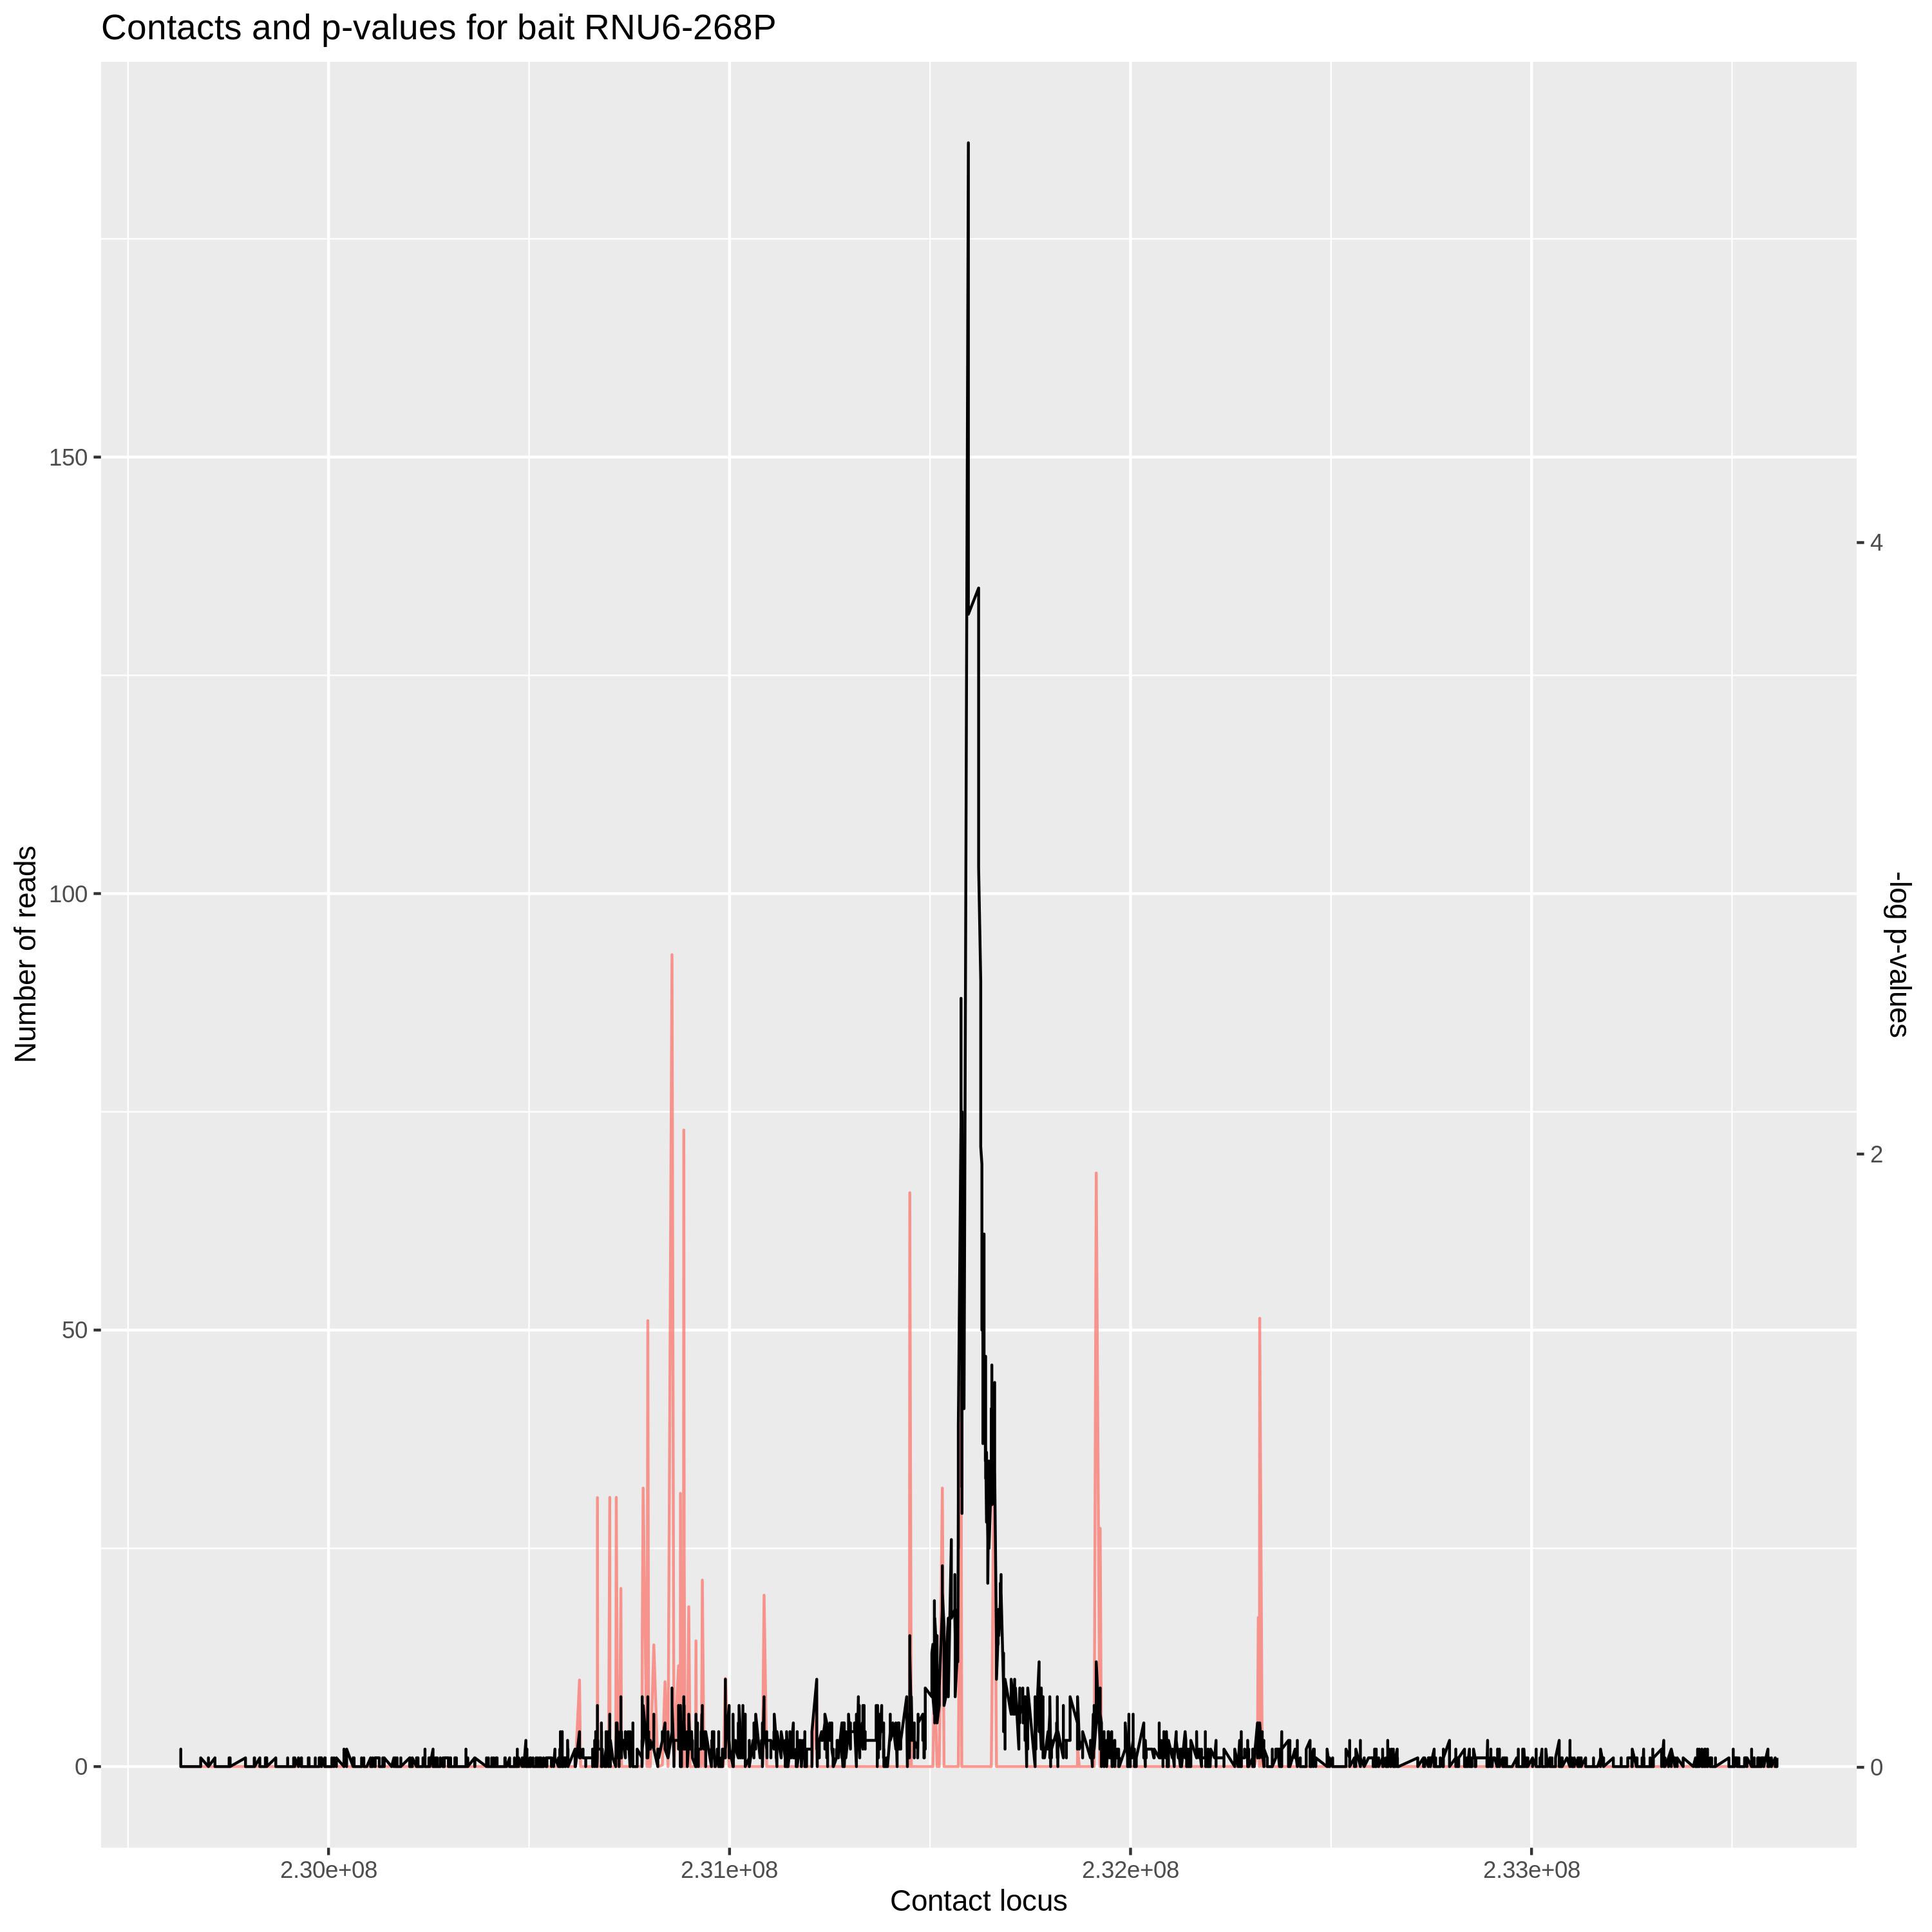 Contacts and p-values for bait RNU6-268P
Number of reads
150
100
50
0
4
2
0
-log p-values
2.30e+08
2.31e+08
2.32e+08
2.33e+08
Contact locus